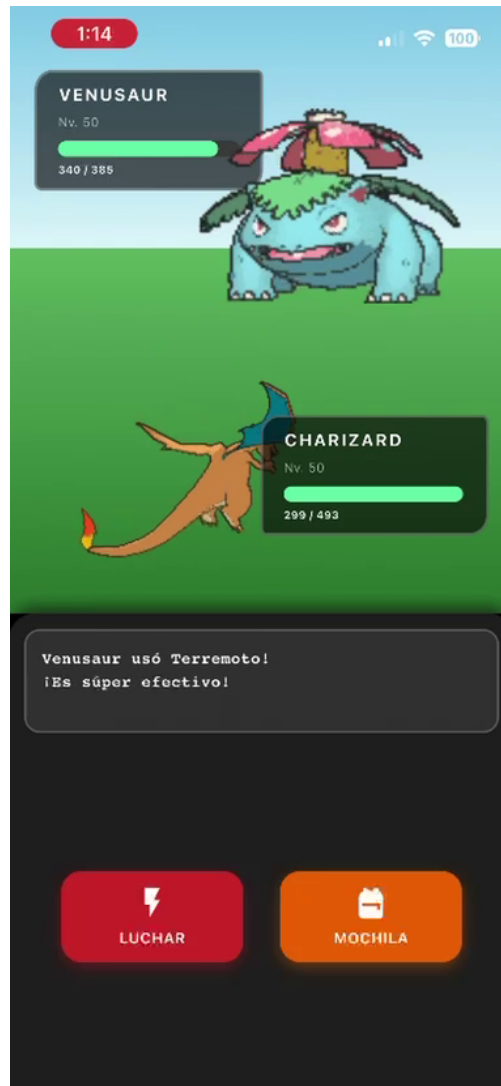 1:14
100
VENUSAUR
Nv. 50
340 / 385
CHARIZARD
Nv. 50
299 / 493
Venusaur usó Terremoto!
¡Es súper efectivo!
LUCHAR
MOCHILA